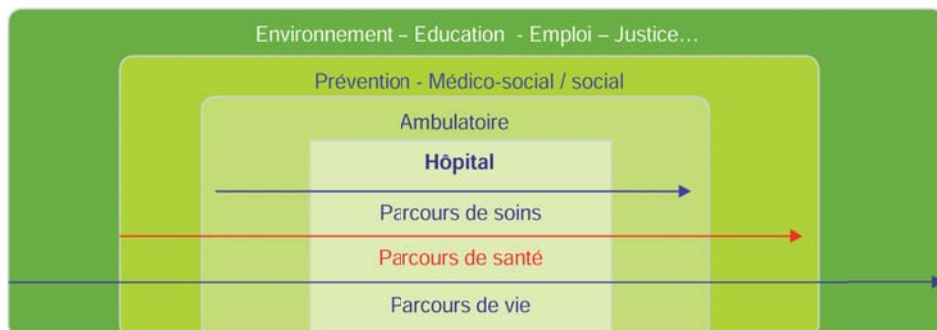 Environnement – Education - Emploi – Justice...
Prévention - Médico-social / social
Ambulatoire
Hôpital
Parcours de soins
Parcours de santé
Parcours de vie